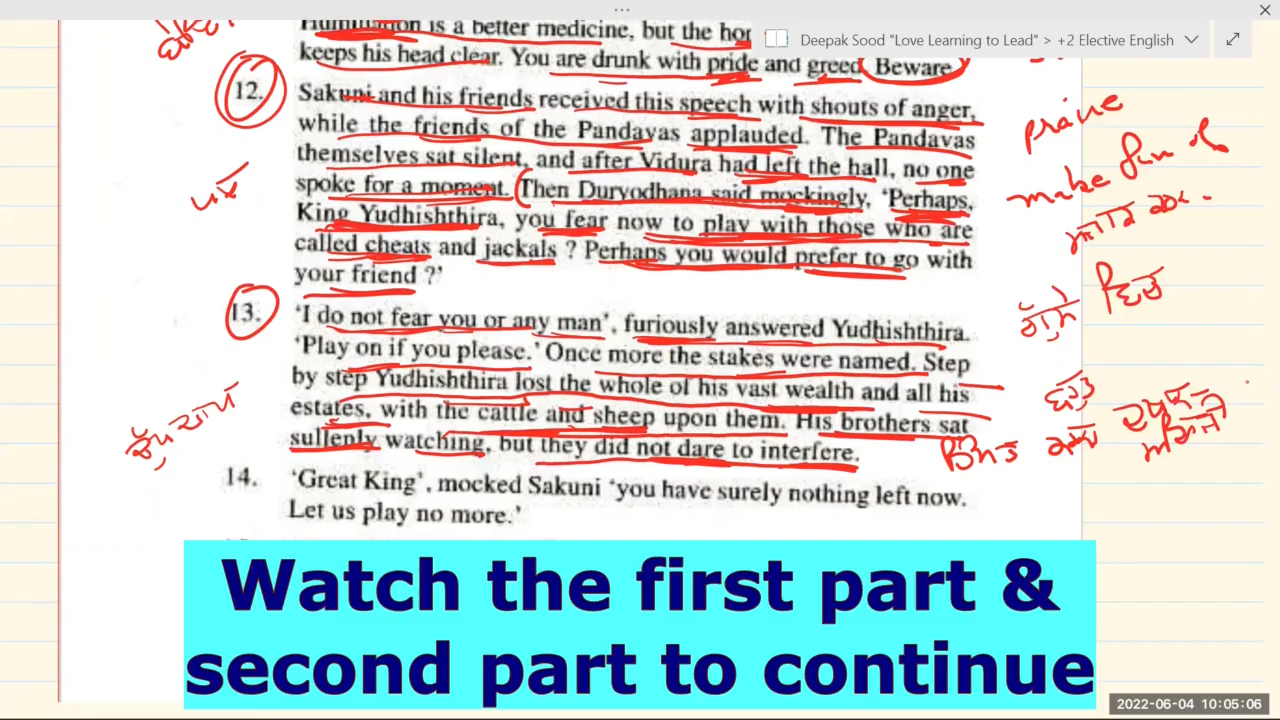 Humiliation is a better medicine, but the
Deepak Sood "Love Learning to Lead" > +2 Elective English
keeps his head clear. You are drunk with pride and greed Beware
12. Sakuni and his friends received this speech with shouts of anger,
while the friends of the Pandavas applauded. The Pandavas
themselves sat silent, and after Vidura had left the hall, no one
spoke for a moment. Then Duryodhana said mockingly, 'Perhaps,
King Yudhishthira, you fear now to play with those who are
called cheats and jackals ? Perhaps you would prefer to go with
your friend ?'
praise
make fun of
13. 'I do not fear you or any man', furiously answered Yudhishthira.
'Play on if you please.' Once more the stakes were named. Step
by step Yudhishthira lost the whole of his vast wealth and all his
estates, with the cattle and sheep upon them. His brothers sat
sullenly watching, but they did not dare to interfere.
14. 'Great King', mocked Sakuni 'you have surely nothing left now.
Let us play no more.'
Watch the first part &
second part to continue
2022-06-04 10:05:06